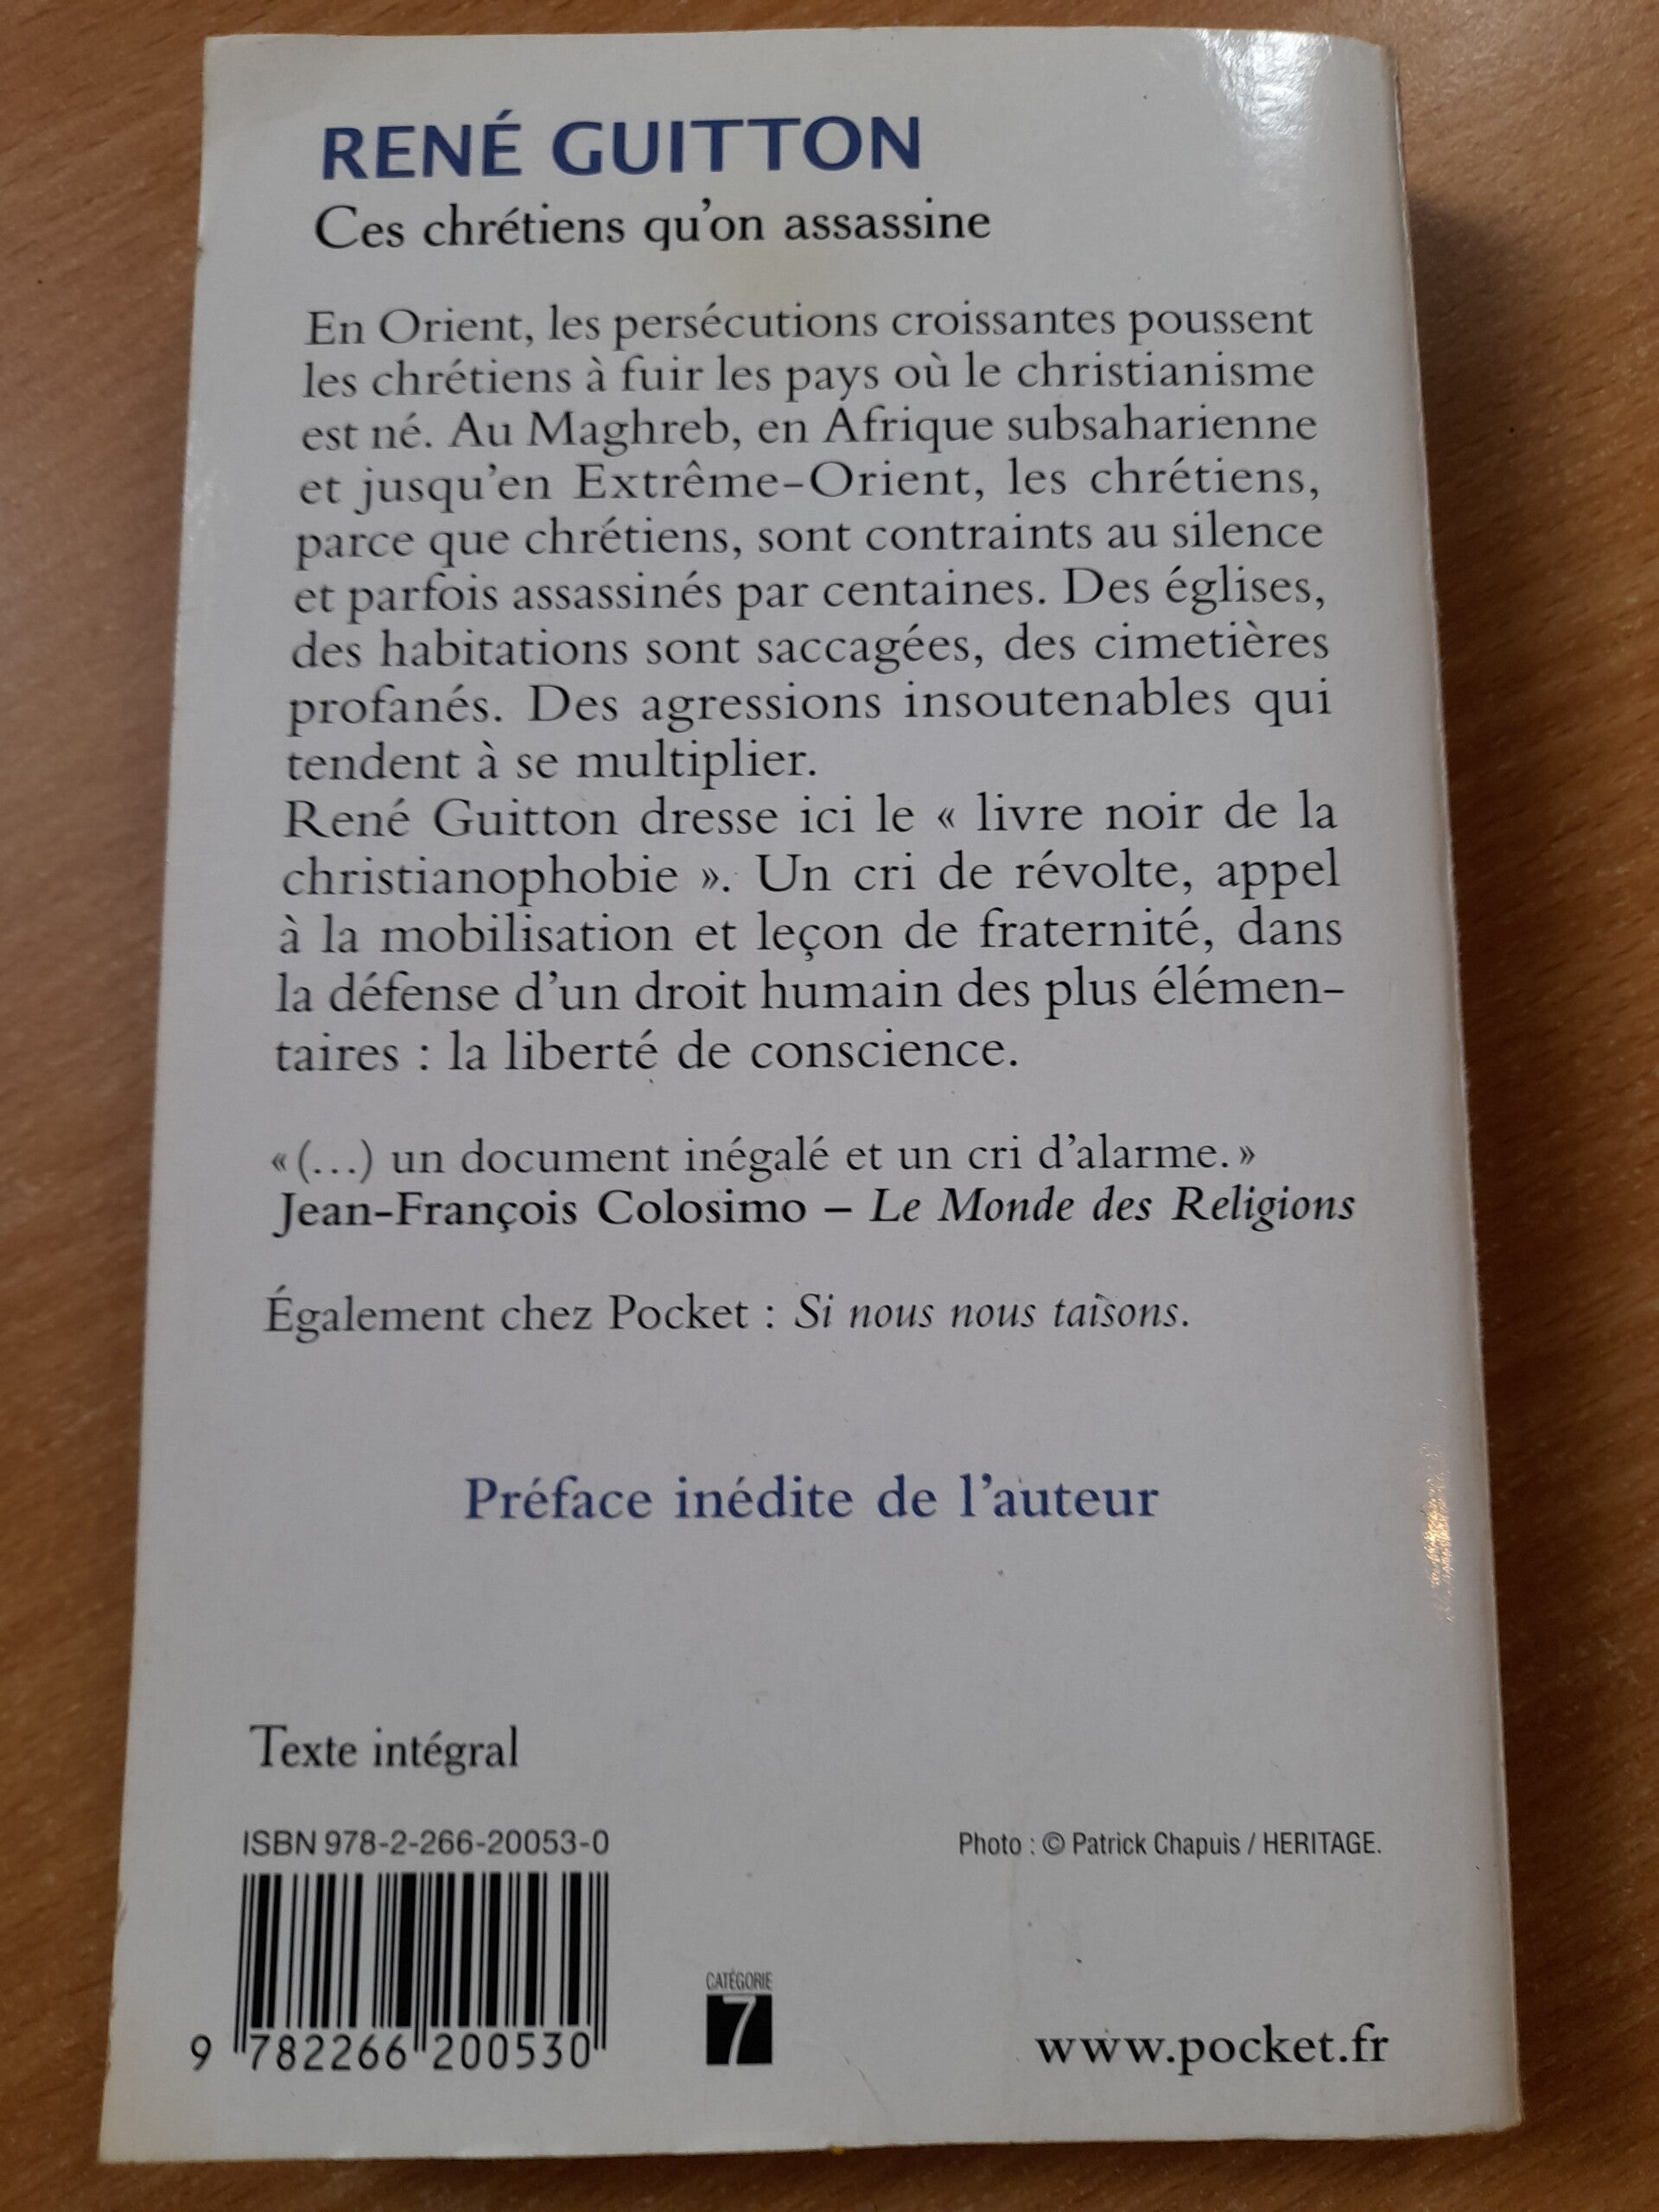 RENÉ GUITTON
Ces chrétiens qu'on assassine
En Orient, les persécutions croissantes poussent
les chrétiens à fuir les pays où le christianisme
est né. Au Maghreb, en Afrique subsaharienne
et jusqu'en Extrême-Orient, les chrétiens,
parce que chrétiens, sont contraints au silence
et parfois assassinés par centaines. Des églises,
des habitations sont saccagées, des cimetières
profanés. Des agressions insoutenables qui
tendent à se multiplier.
René Guitton dresse ici le « livre noir de la
christianophobie ». Un cri de révolte, appel
à la mobilisation et leçon de fraternité, dans
la défense d'un droit humain des plus élémen-
taires : la liberté de conscience.
« (...) un document inégalé et un cri d'alarme. »
Jean-François Colosimo – Le Monde des Religions
Également chez Pocket : Si nous nous taisons.
Préface inédite de l'auteur
Texte intégral
ISBN 978-2-266-20053-0
Photo : © Patrick Chapuis / HERITAGE.
CATÉGORIE
7
9 782266 200530
www.pocket.fr